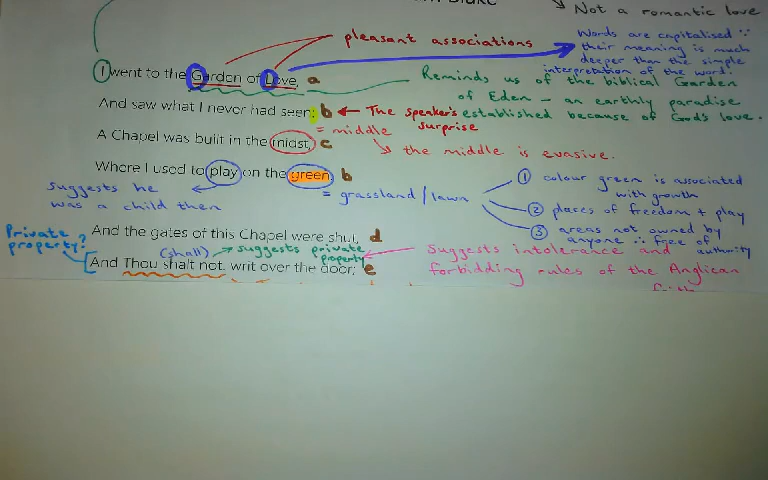 Blake
Not a romantic love
pleasant associations
Words are capitalised ∵
their meaning is much
deeper than the simple
interpretation of the word.
I went to the Garden of Love, a
Reminds us of the biblical Garden
of Eden - an earthly paradise
established because of God's love.
And saw what I never had seen; b
The speaker's
surprise
= middle
A Chapel was built in the midst, c
the middle is evasive.
Where I used to play on the green. b
suggests he
was a child then
= grassland / lawn
① colour green is associated
with growth
② places of freedom + play
③ areas not owned by
anyone ∴ free of
authority
And the gates of this Chapel were shut, d
Private
property?
(shall)
suggests private
property
And Thou shalt not. writ over the door; e
Suggests intolerance and
forbidding rules of the Anglican